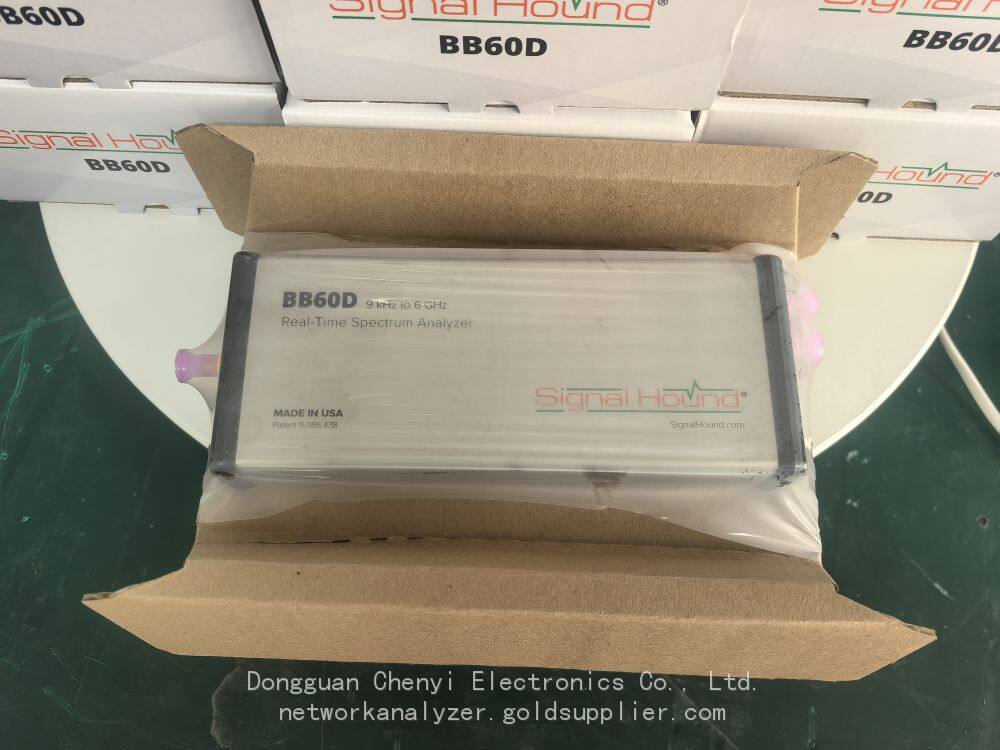 BB60D
Signal Hound®
BB60D
Signal Hound®
BB60D
Signal Hou
BB60D
Hound®
0D
BB60D 9 kHz to 6 GHz
Real-Time Spectrum Analyzer
MADE IN USA
Patent 9,086,438
Signal Hound®
SignalHound.com
Dongguan Chenyi Electronics Co., Ltd.
networkanalyzer.goldsupplier.com